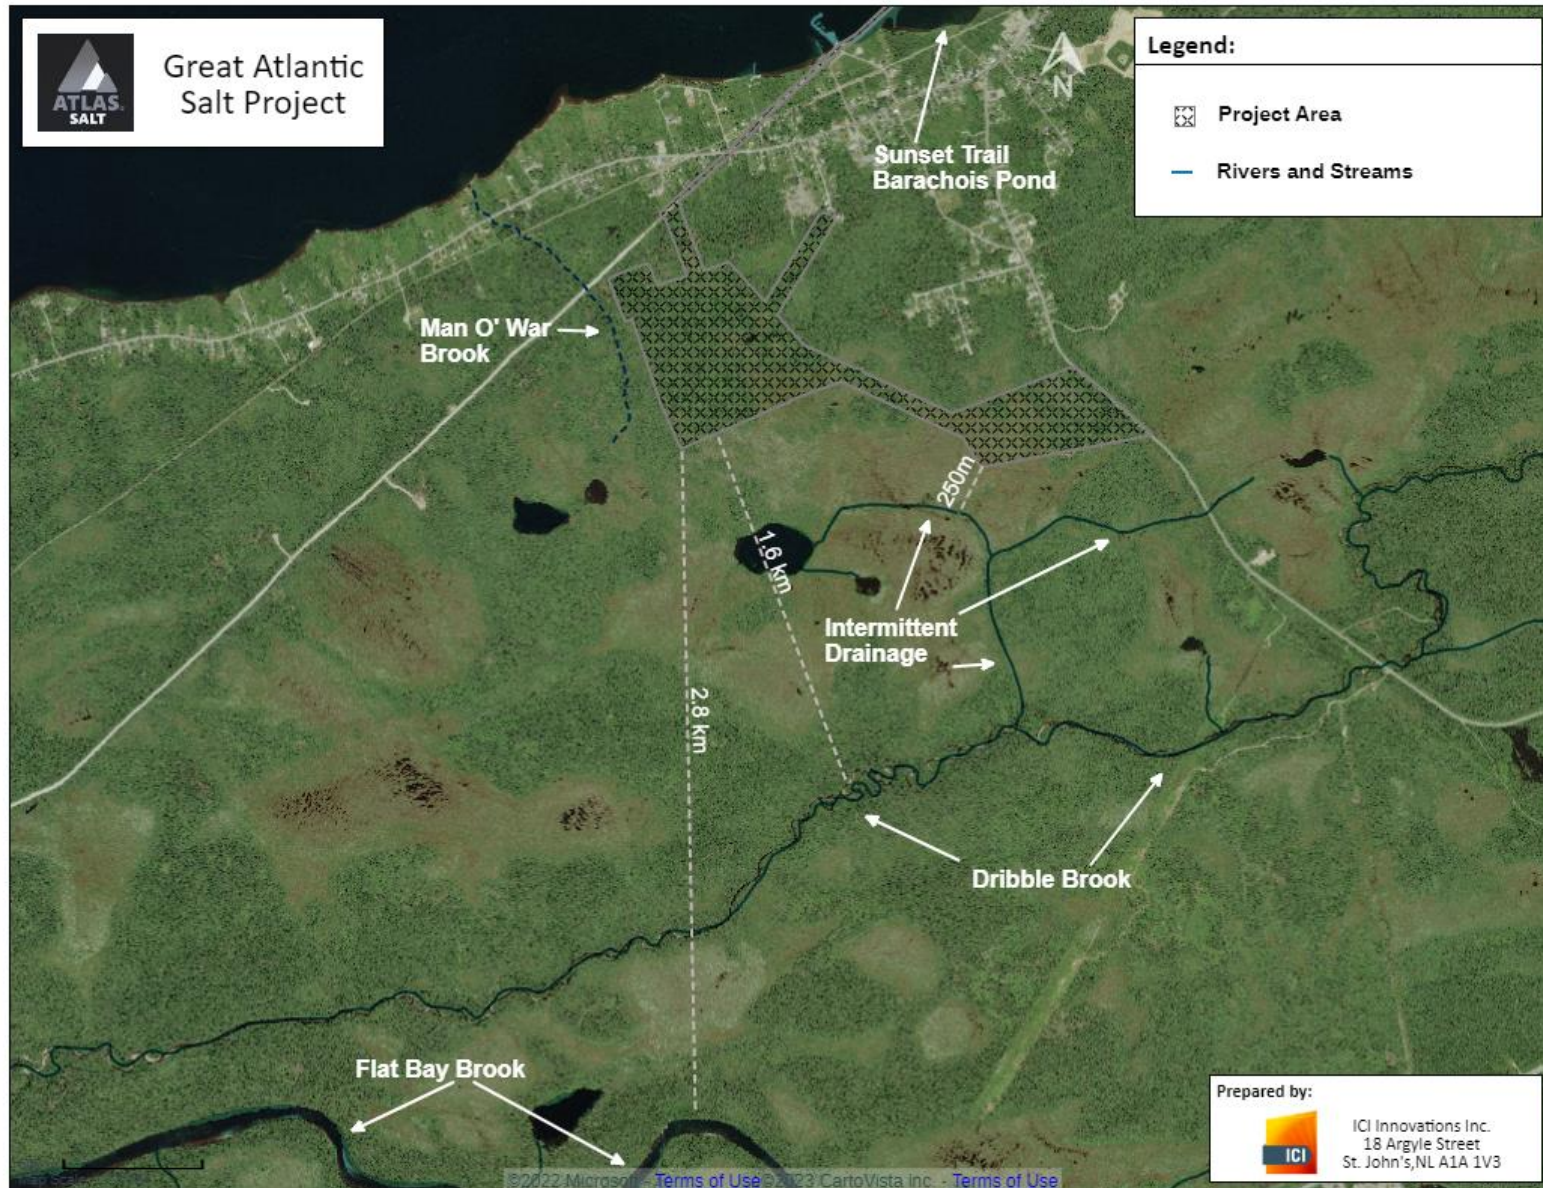 ATLAS
SALT
Great Atlantic
Salt Project
N
Legend:
Project Area
Rivers and Streams
Sunset Trail
Barachois Pond
Man O' War
Brook
250m
1.6 km
Intermittent
Drainage
2.8 km
Dribble Brook
Flat Bay Brook
Prepared by:
ICI
ICI Innovations Inc.
18 Argyle Street
St. John's,NL A1A 1V3
©2022 Microsoft - Terms of Use ©2023 CartoVista Inc. - Terms of Use